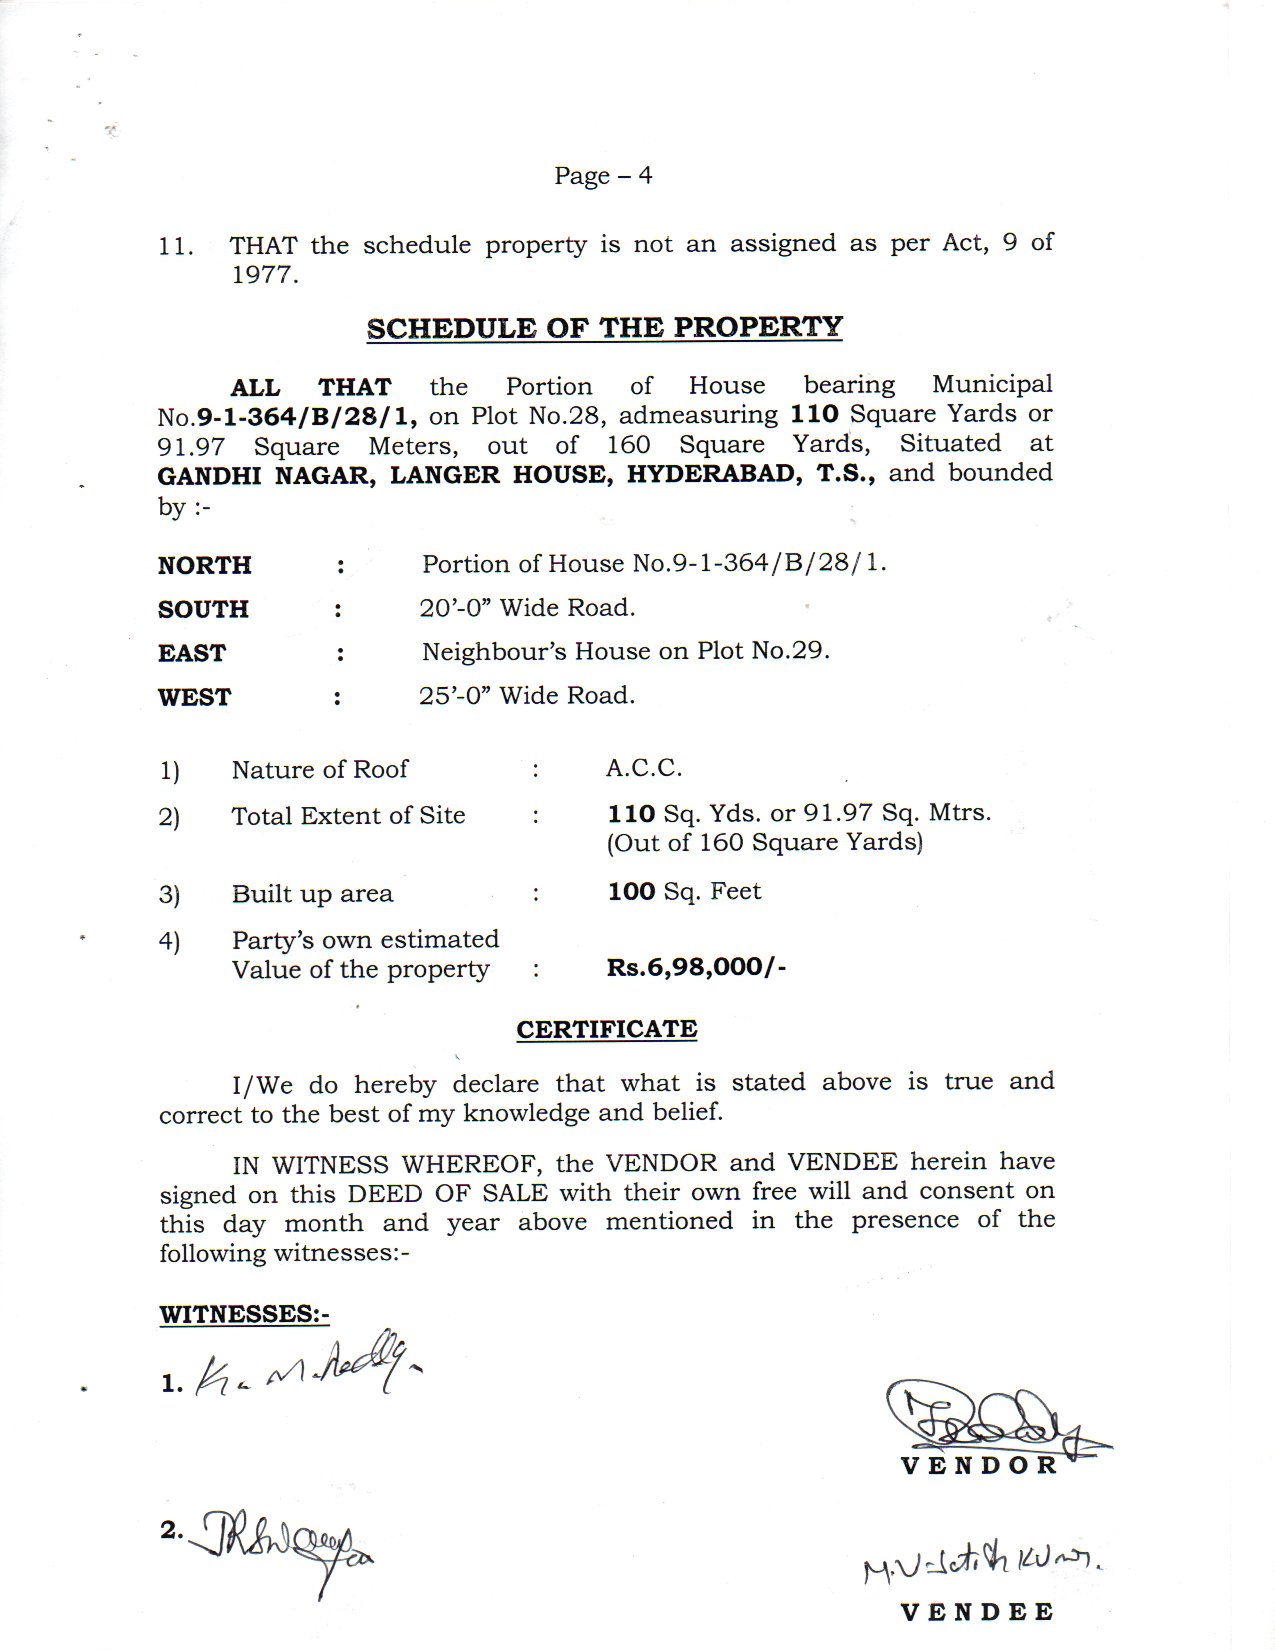 Page – 4
11. THAT the schedule property is not an assigned as per Act, 9 of
1977.
SCHEDULE OF THE PROPERTY
ALL THAT the Portion of House bearing Municipal
No.9-1-364/B/28/1, on Plot No.28, admeasuring 110 Square Yards or
91.97 Square Meters, out of 160 Square Yards, Situated at
GANDHI NAGAR, LANGER HOUSE, HYDERABAD, T.S., and bounded
by :-
NORTH : Portion of House No.9-1-364/B/28/1.
SOUTH : 20’-0” Wide Road.
EAST : Neighbour’s House on Plot No.29.
WEST : 25’-0” Wide Road.
1) Nature of Roof : A.C.C.
2) Total Extent of Site : 110 Sq. Yds. or 91.97 Sq. Mtrs.
(Out of 160 Square Yards)
3) Built up area : 100 Sq. Feet
4) Party’s own estimated
Value of the property : Rs.6,98,000/-
CERTIFICATE
I/We do hereby declare that what is stated above is true and
correct to the best of my knowledge and belief.
IN WITNESS WHEREOF, the VENDOR and VENDEE herein have
signed on this DEED OF SALE with their own free will and consent on
this day month and year above mentioned in the presence of the
following witnesses:-
WITNESSES:-
1.
VENDOR
2.
M.V. Satish Kumar.
VENDEE